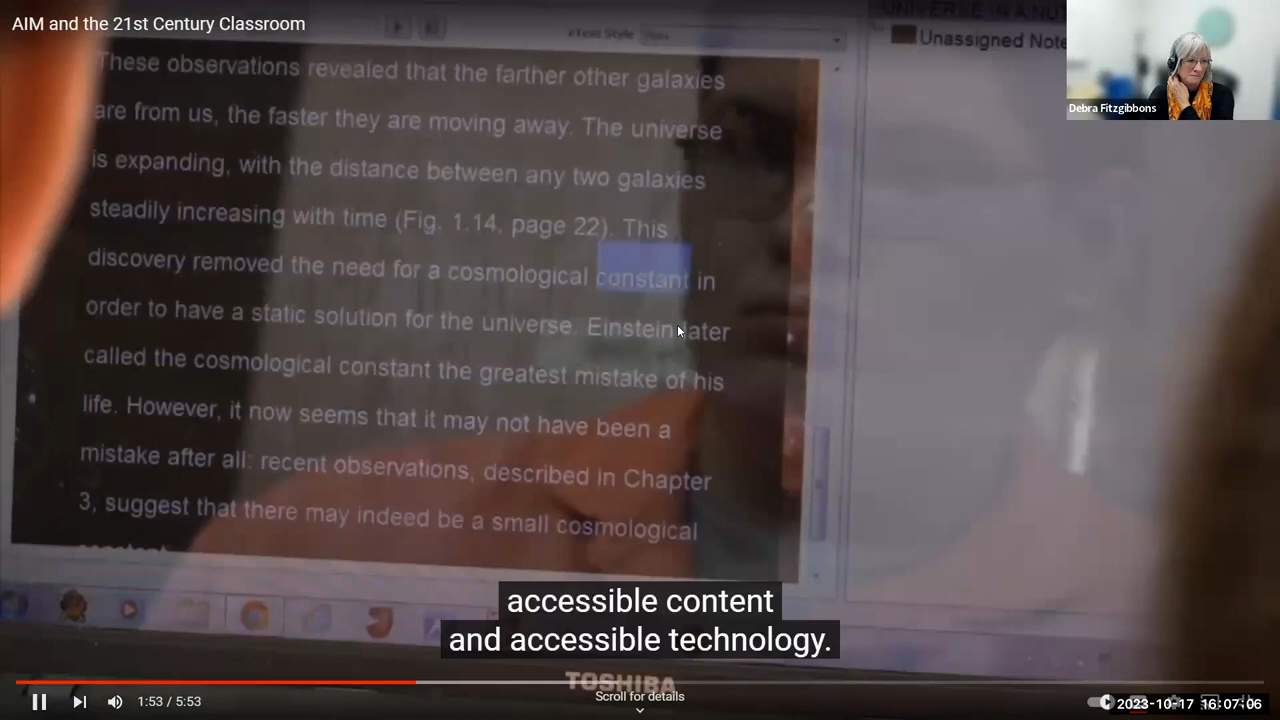 AIM and the 21st Century Classroom
UNIVERSE IN A NUT
eText Style
Unassigned Note
Debra Fitzgibbons
These observations revealed that the farther other galaxies
are from us, the faster they are moving away. The universe
is expanding, with the distance between any two galaxies
steadily increasing with time (Fig. 1.14, page 22). This
discovery removed the need for a cosmological constant in
order to have a static solution for the universe. Einstein later
called the cosmological constant the greatest mistake of his
life. However, it now seems that it may not have been a
mistake after all: recent observations, described in Chapter
3, suggest that there may indeed be a small cosmological
accessible content
and accessible technology.
TOSHIBA
Scroll for details
1:53 / 5:53
2023-10-17 16:07:06